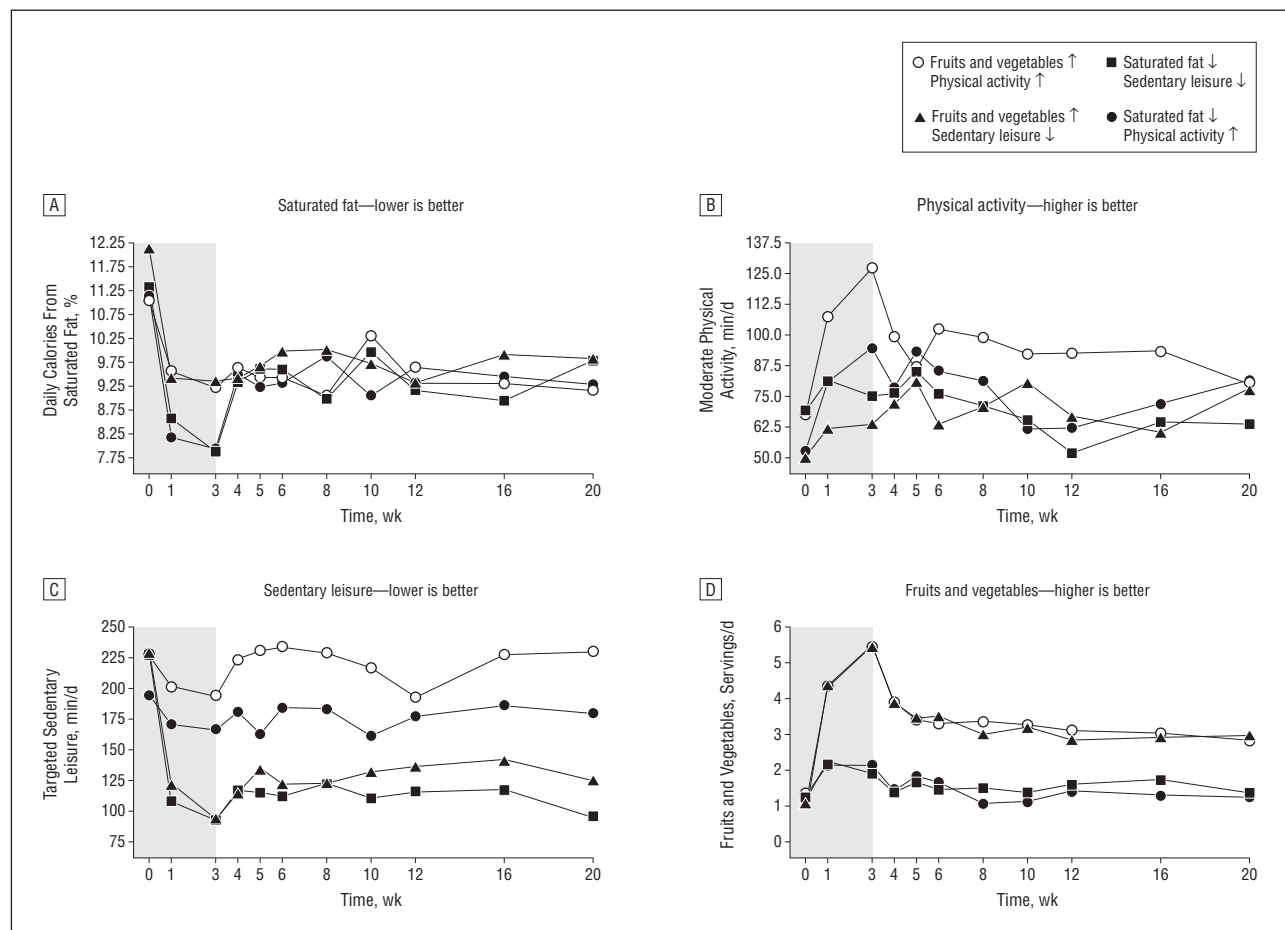 Fruits and vegetables ↑
Physical activity ↑
Saturated fat ↓
Sedentary leisure ↓
Fruits and vegetables ↑
Sedentary leisure ↓
Saturated fat ↓
Physical activity ↑
A
Saturated fat—lower is better
12.25
11.75
11.25
10.75
10.25
9.75
9.25
8.75
8.25
7.75
Daily Calories From
Saturated Fat, %
0 1 3 4 5 6 8 10 12 16 20
Time, wk
B
Physical activity—higher is better
137.5
125.0
112.5
100.0
87.5
75.0
62.5
50.0
Moderate Physical
Activity, min/d
0 1 3 4 5 6 8 10 12 16 20
Time, wk
C
Sedentary leisure—lower is better
250
225
200
175
150
125
100
75
Targeted Sedentary
Leisure, min/d
0 1 3 4 5 6 8 10 12 16 20
Time, wk
D
Fruits and vegetables—higher is better
6
5
4
3
2
1
0
Fruits and Vegetables, Servings/d
0 1 3 4 5 6 8 10 12 16 20
Time, wk